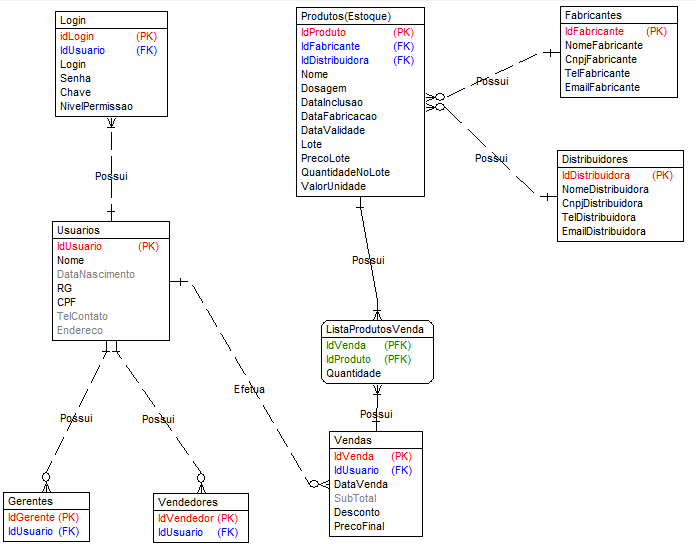 Login
idLogin (PK)
IdUsuario (FK)
Login
Senha
Chave
NivelPermissao
Produtos(Estoque)
IdProduto (PK)
IdFabricante (FK)
IdDistribuidora (FK)
Nome
Dosagem
DataInclusao
DataFabricacao
DataValidade
Lote
PrecoLote
QuantidadeNoLote
ValorUnidade
Fabricantes
IdFabricante (PK)
NomeFabricante
CnpjFabricante
TelFabricante
EmailFabricante
Possui
Possui
Distribuidores
IdDistribuidora (PK)
NomeDistribuidora
CnpjDistribuidora
TelDistribuidora
EmailDistribuidora
Possui
Usuarios
IdUsuario (PK)
Nome
DataNascimento
RG
CPF
TelContato
Endereco
Possui
ListaProdutosVenda
IdVenda (PFK)
IdProduto (PFK)
Quantidade
Efetua
Possui
Possui
Possui
Vendas
IdVenda (PK)
IdUsuario (FK)
DataVenda
SubTotal
Desconto
PrecoFinal
Gerentes
IdGerente (PK)
IdUsuario (FK)
Vendedores
IdVendedor (PK)
IdUsuario (FK)